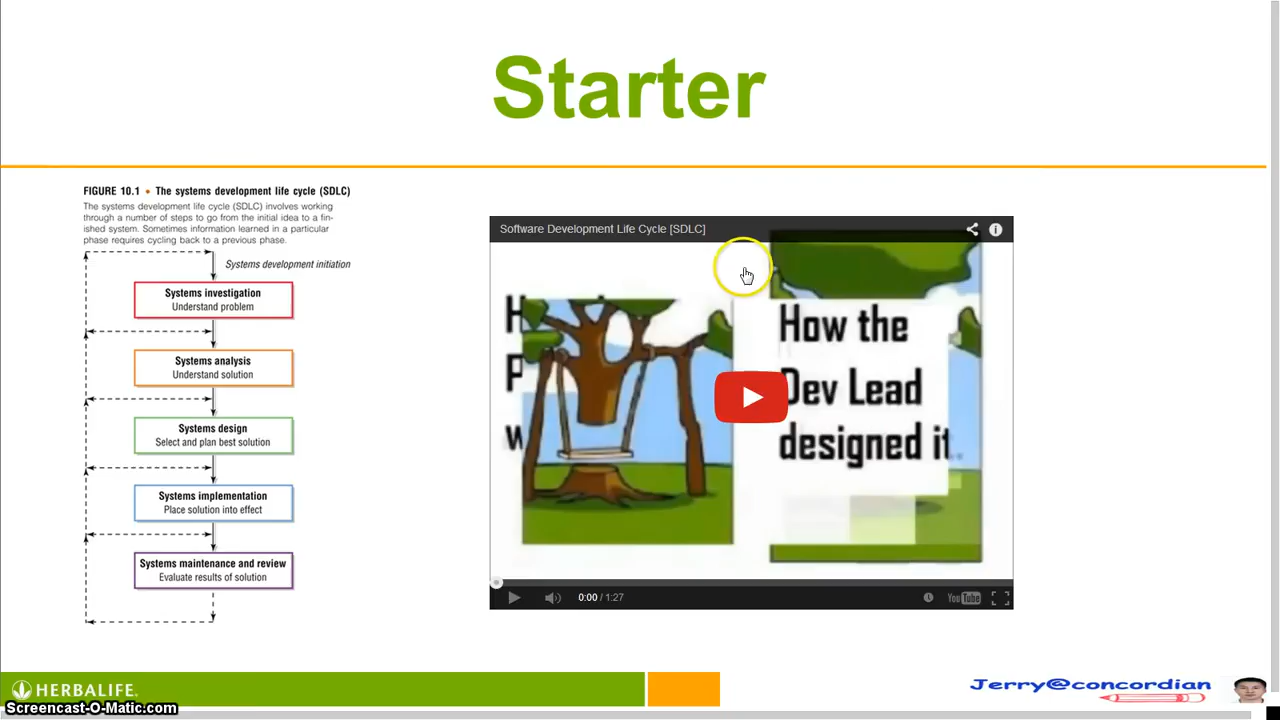 Starter
FIGURE 10.1 • The systems development life cycle (SDLC)
The systems development life cycle (SDLC) involves working
through a number of steps to go from the initial idea to a fin-
ished system. Sometimes information learned in a particular
phase requires cycling back to a previous phase.
Systems development initiation
Systems investigation
Understand problem
Systems analysis
Understand solution
Systems design
Select and plan best solution
Systems implementation
Place solution into effect
Systems maintenance and review
Evaluate results of solution
Software Development Life Cycle [SDLC]
How the
Dev Lead
designed it..
0:00 / 1:27
YouTube
HERBALIFE.
Jerry@concordian
Screencast-O-Matic.com